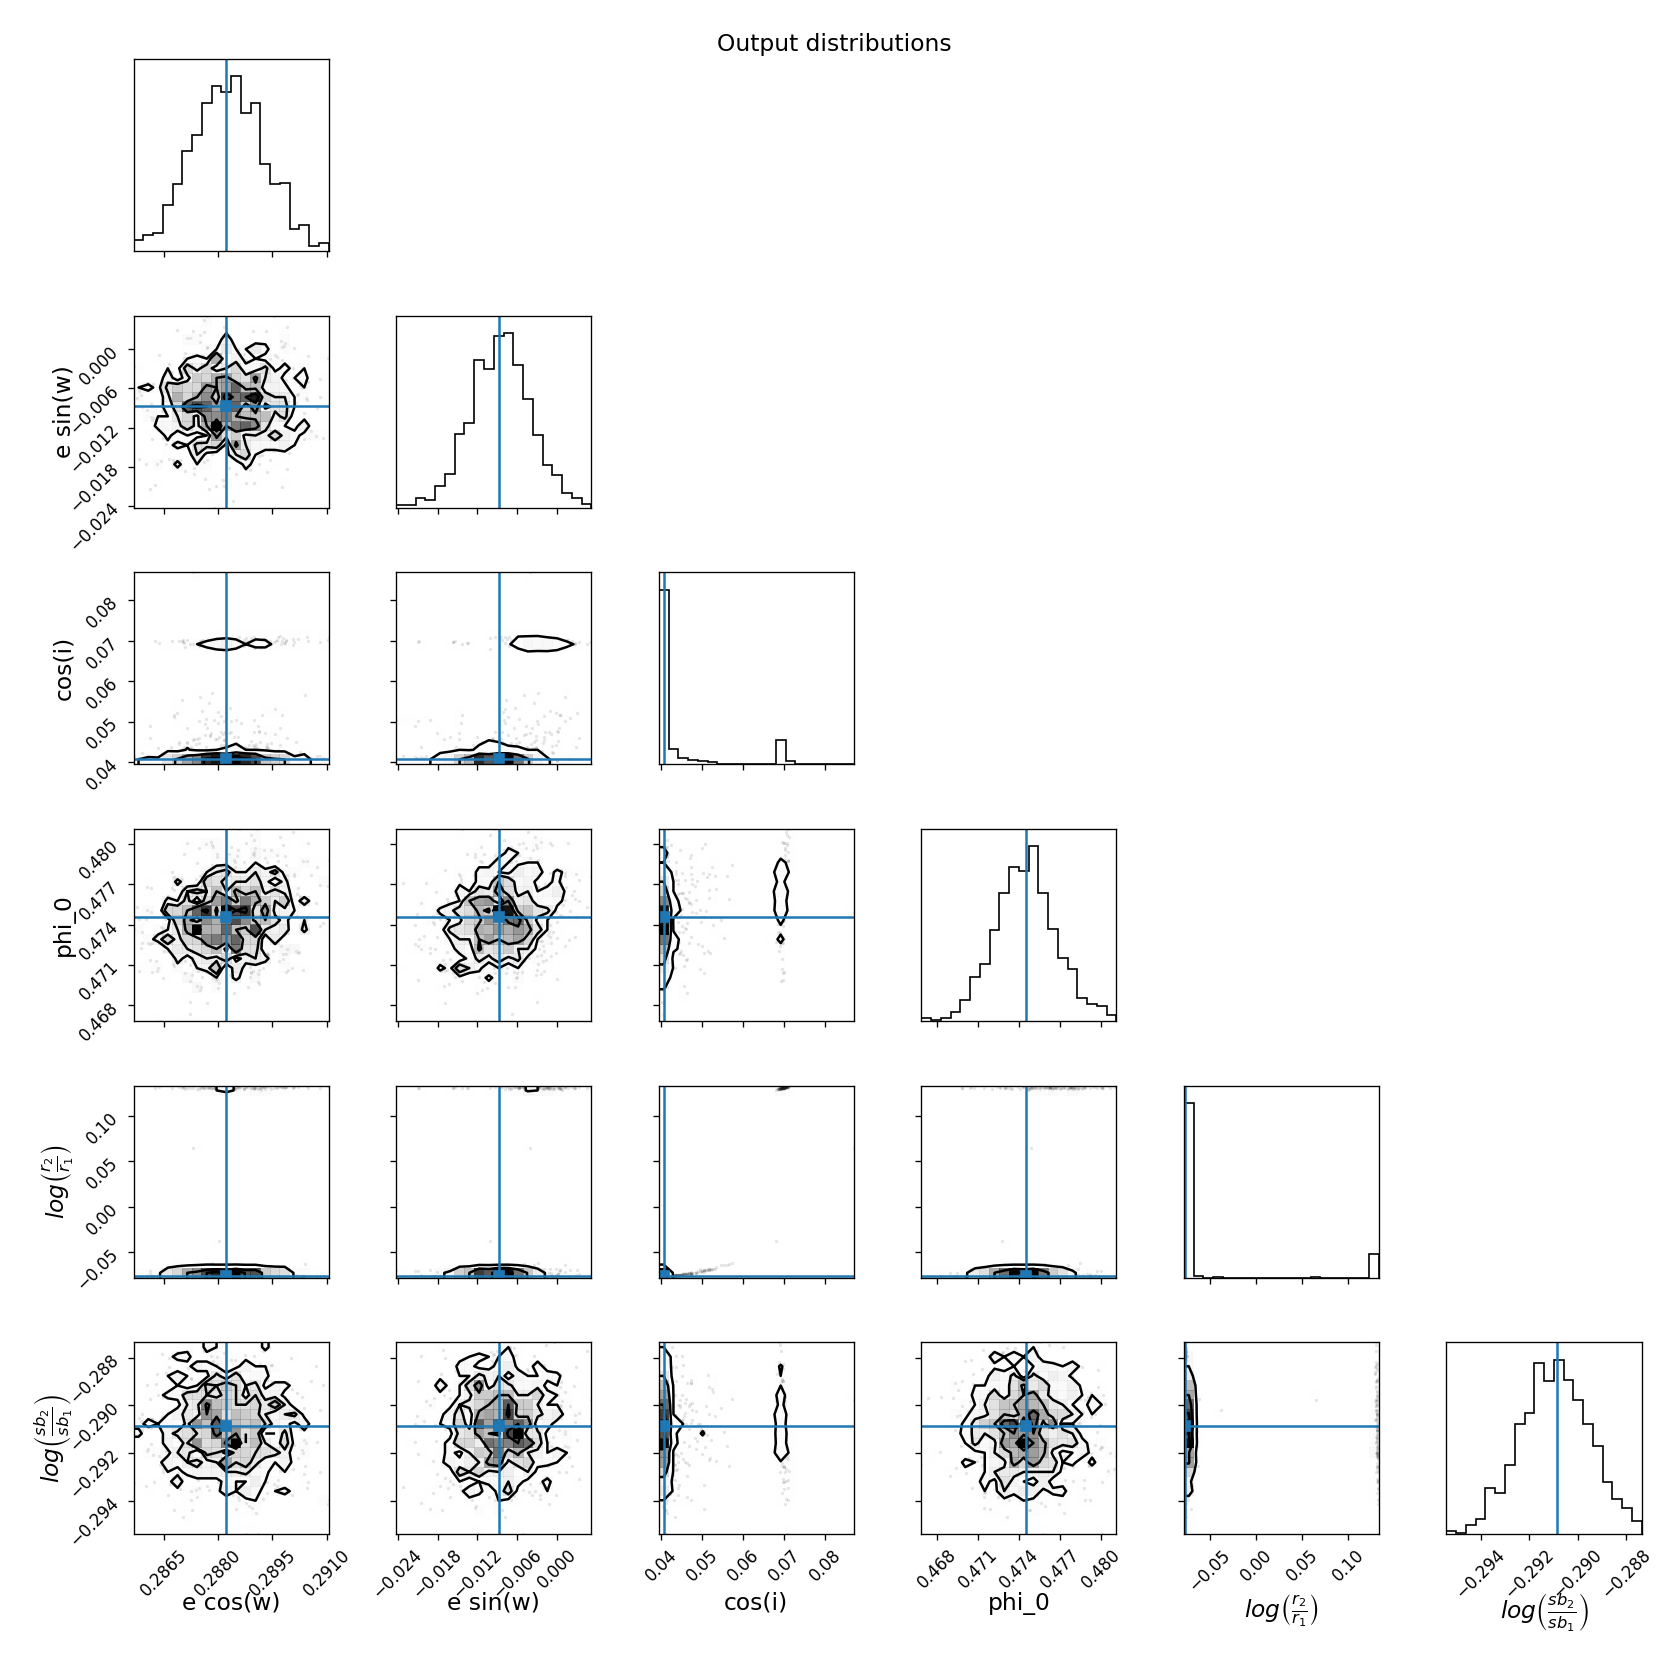 Output distributions
e sin(w)
0.000
−0.006
−0.012
−0.018
−0.024
cos(i)
0.08
0.07
0.06
0.05
0.04
phi_0
0.480
0.477
0.474
0.471
0.468
log(r2/r1)
0.10
0.05
0.00
−0.05
log(sb2/sb1)
−0.288
−0.290
−0.292
−0.294
0.2865 0.2880 0.2895 0.2910
e cos(w)
−0.024 −0.018 −0.012 −0.006 0.000
e sin(w)
0.04 0.05 0.06 0.07 0.08
cos(i)
0.468 0.471 0.474 0.477 0.480
phi_0
−0.05 0.00 0.05 0.10
log(r2/r1)
−0.294 −0.292 −0.290 −0.288
log(sb2/sb1)